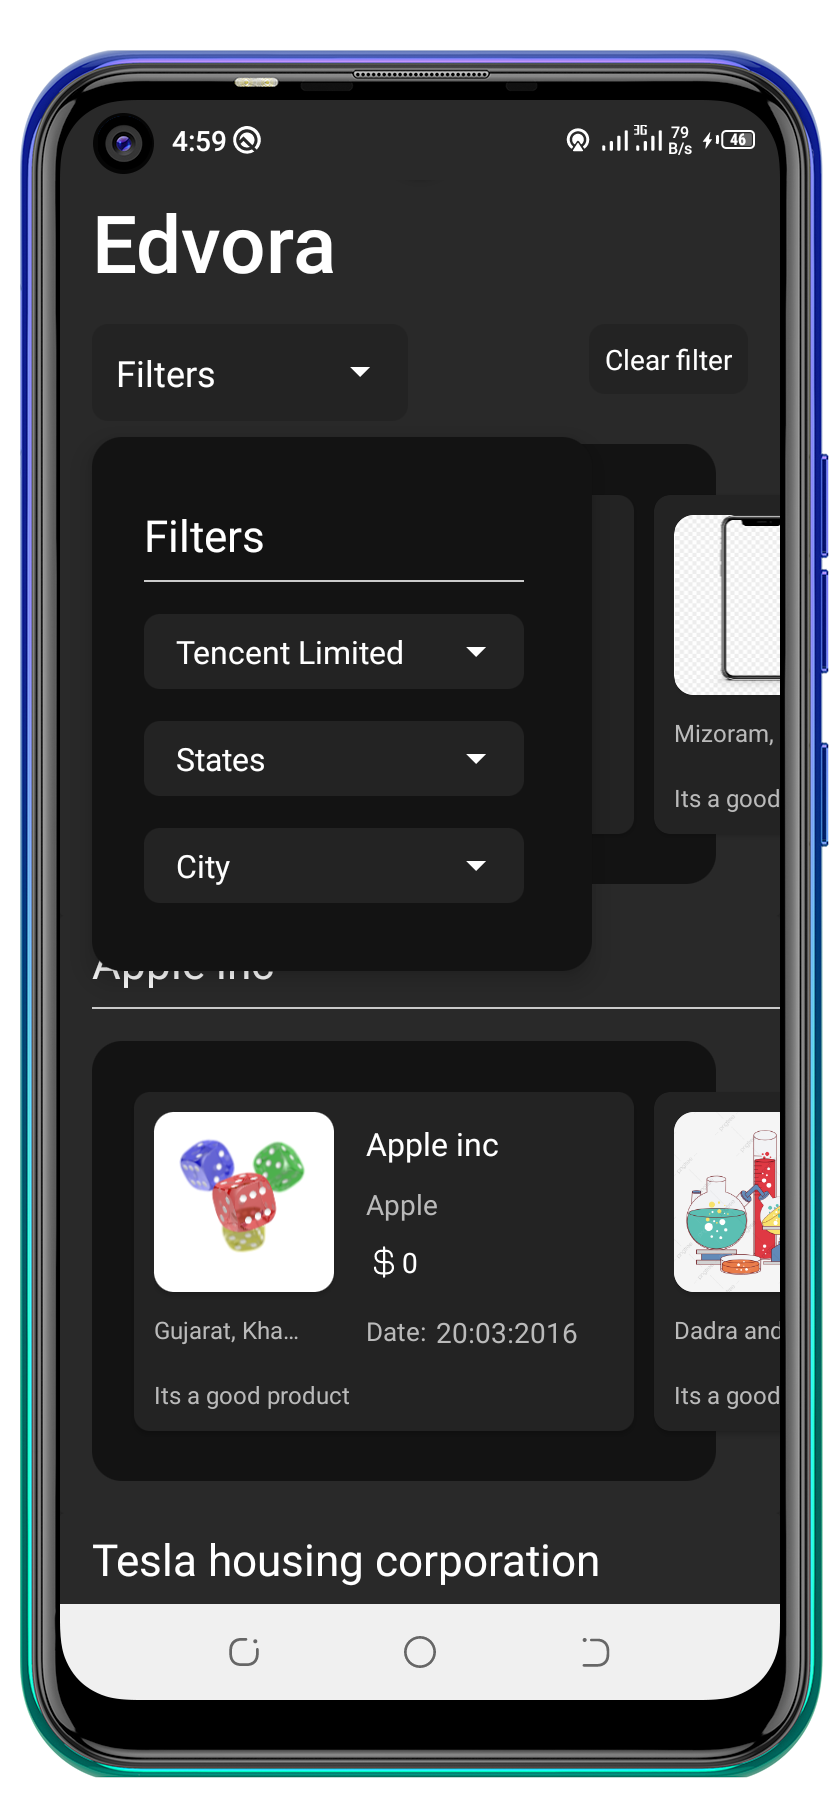 4:59
3G
79
B/s
46
Edvora
Filters
Clear filter
Filters
Tencent Limited
States
City
Mizoram,
Its a good
Apple inc
Apple inc
Apple
$ 0
Gujarat, Kha...
Date: 20:03:2016
Its a good product
Dadra and
Its a good
Tesla housing corporation